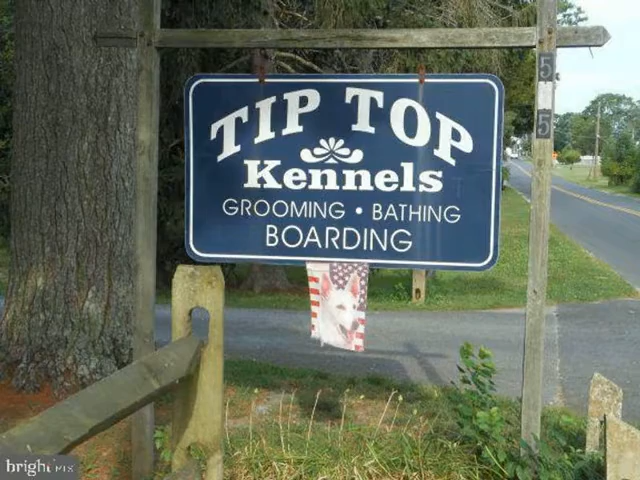 TIP TOP
Kennels
GROOMING • BATHING
BOARDING
5
5
bright MLS